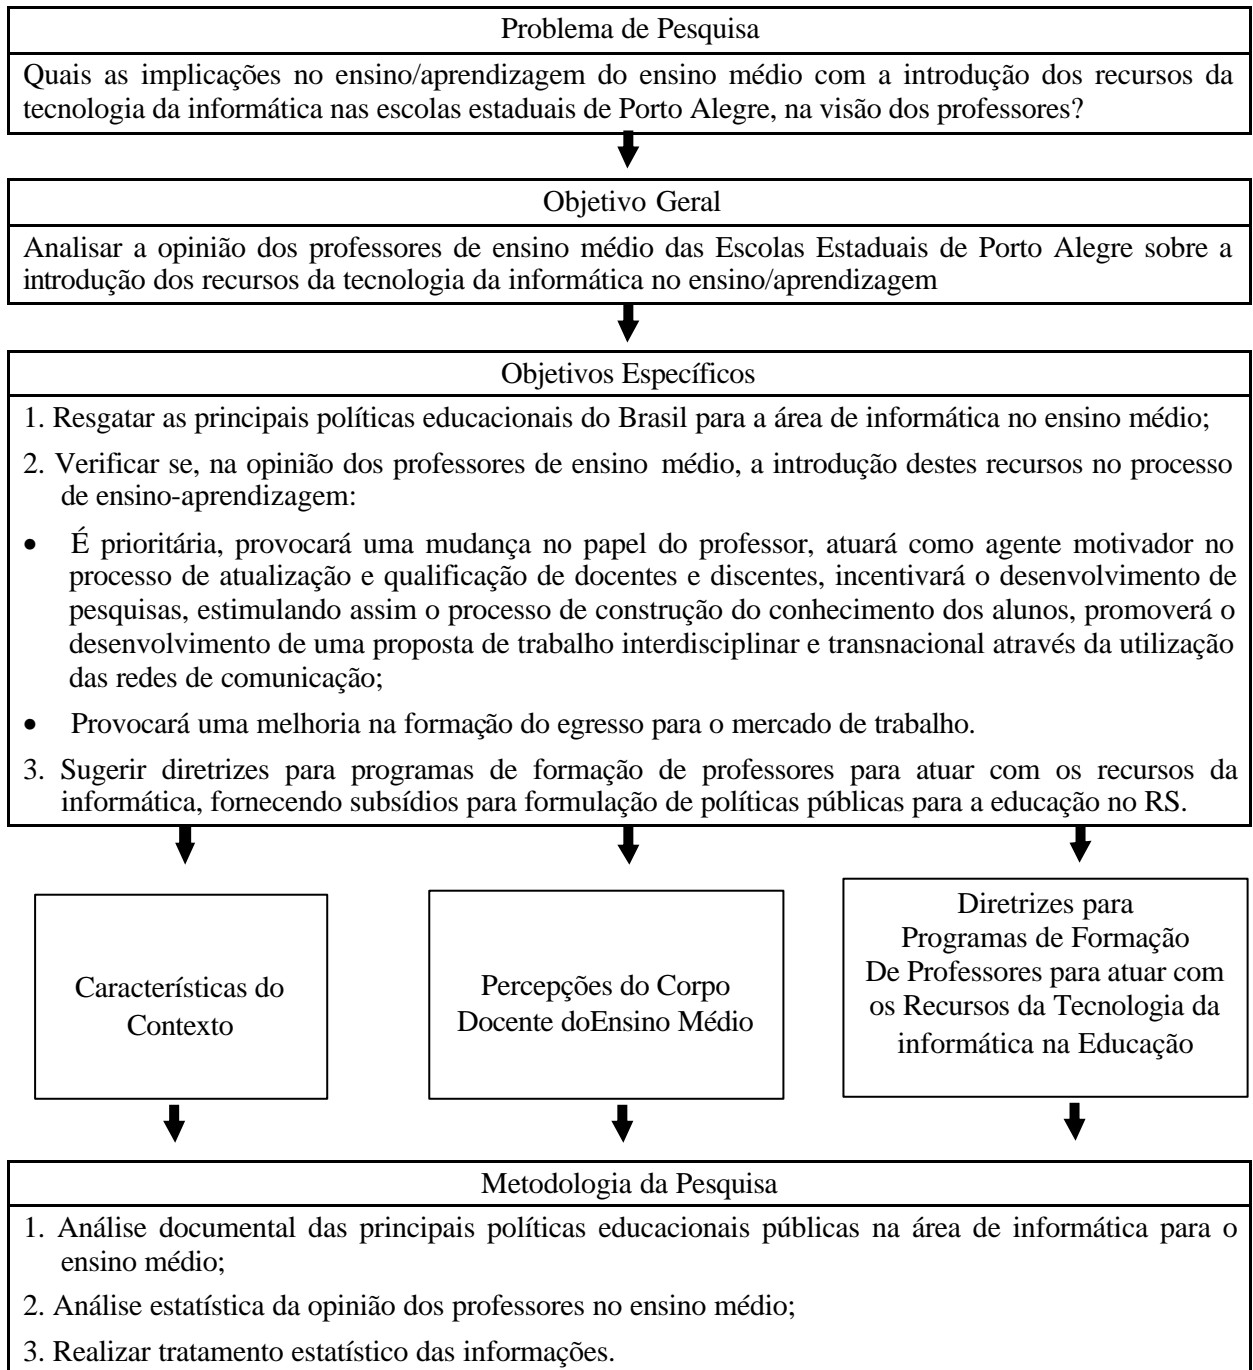 Problema de Pesquisa
Quais as implicações no ensino/aprendizagem do ensino médio com a introdução dos recursos da
tecnologia da informática nas escolas estaduais de Porto Alegre, na visão dos professores?
Objetivo Geral
Analisar a opinião dos professores de ensino médio das Escolas Estaduais de Porto Alegre sobre a
introdução dos recursos da tecnologia da informática no ensino/aprendizagem
Objetivos Específicos
1. Resgatar as principais políticas educacionais do Brasil para a área de informática no ensino médio;
2. Verificar se, na opinião dos professores de ensino médio, a introdução destes recursos no processo
de ensino-aprendizagem:
• É prioritária, provocará uma mudança no papel do professor, atuará como agente motivador no
processo de atualização e qualificação de docentes e discentes, incentivará o desenvolvimento de
pesquisas, estimulando assim o processo de construção do conhecimento dos alunos, promoverá o
desenvolvimento de uma proposta de trabalho interdisciplinar e transnacional através da utilização
das redes de comunicação;
• Provocará uma melhoria na formação do egresso para o mercado de trabalho.
3. Sugerir diretrizes para programas de formação de professores para atuar com os recursos da
informática, fornecendo subsídios para formulação de políticas públicas para a educação no RS.
Características do
Contexto
Percepções do Corpo
Docente doEnsino Médio
Diretrizes para
Programas de Formação
De Professores para atuar com
os Recursos da Tecnologia da
informática na Educação
Metodologia da Pesquisa
1. Análise documental das principais políticas educacionais públicas na área de informática para o
ensino médio;
2. Análise estatística da opinião dos professores no ensino médio;
3. Realizar tratamento estatístico das informações.